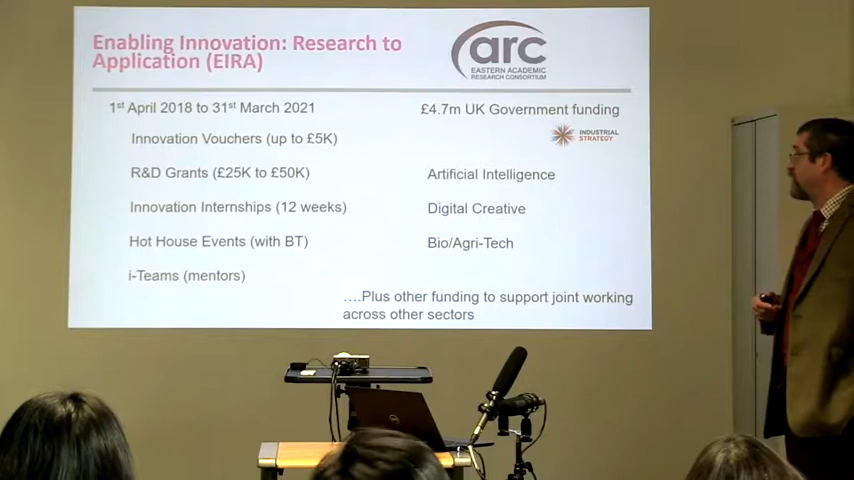 Enabling Innovation: Research to
Application (EIRA)
arc
EASTERN ACADEMIC
RESEARCH CONSORTIUM
1st April 2018 to 31st March 2021
£4.7m UK Government funding
Innovation Vouchers (up to £5K)
INDUSTRIAL
STRATEGY
R&D Grants (£25K to £50K)
Artificial Intelligence
Innovation Internships (12 weeks)
Digital Creative
Hot House Events (with BT)
Bio/Agri-Tech
i-Teams (mentors)
….Plus other funding to support joint working
across other sectors
DELL